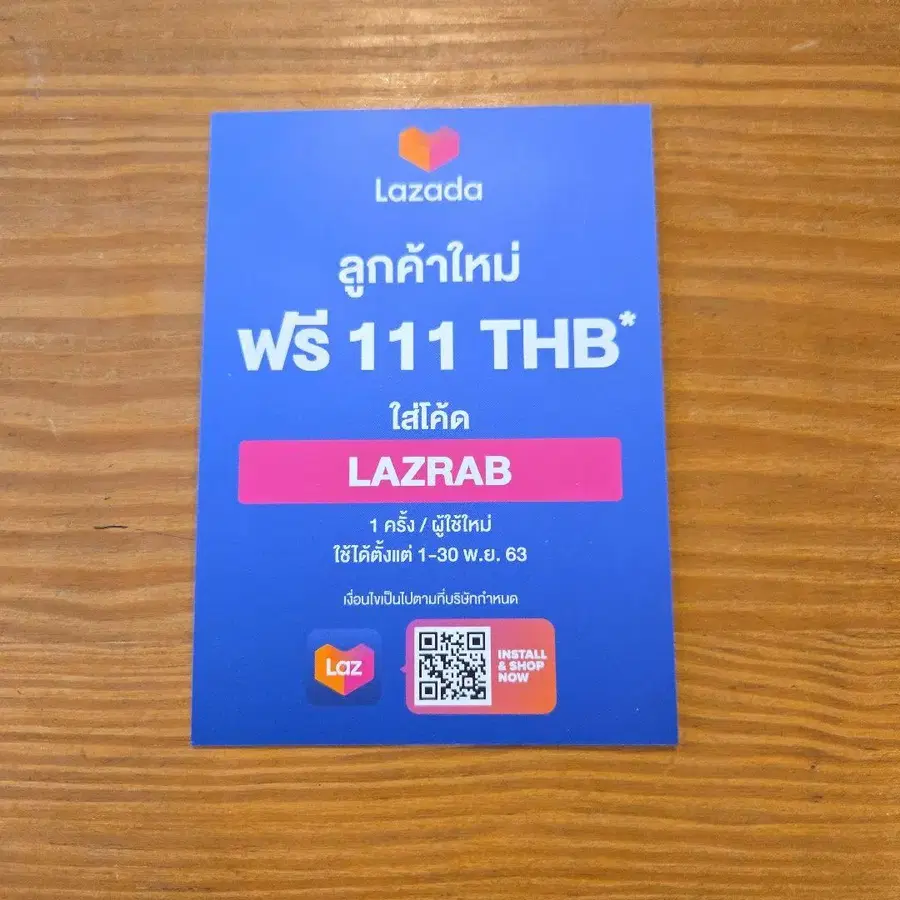 Lazada
ลูกค้าใหม่
ฟรี 111 THB*
ใส่โค้ด
LAZRAB
1 ครั้ง / ผู้ใช้ใหม่
ใช้ได้ตั้งแต่ 1-30 พ.ย. 63
เงื่อนไขเป็นไปตามที่บริษัทกำหนด
Laz
INSTALL
& SHOP
NOW